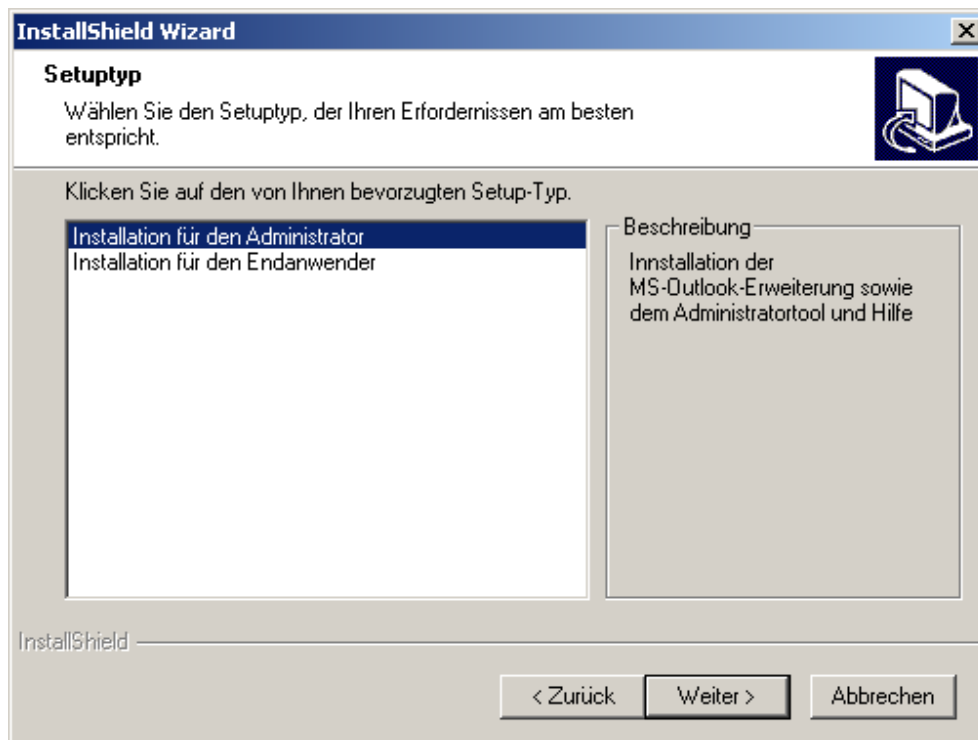 InstallShield Wizard
Setuptyp
Wählen Sie den Setuptyp, der Ihren Erfordernissen am besten
entspricht.
Klicken Sie auf den von Ihnen bevorzugten Setup-Typ.
Installation für den Administrator
Installation für den Endanwender
Beschreibung
Innstallation der
MS-Outlook-Erweiterung sowie
dem Administratortool und Hilfe
InstallShield
< Zurück
Weiter >
Abbrechen